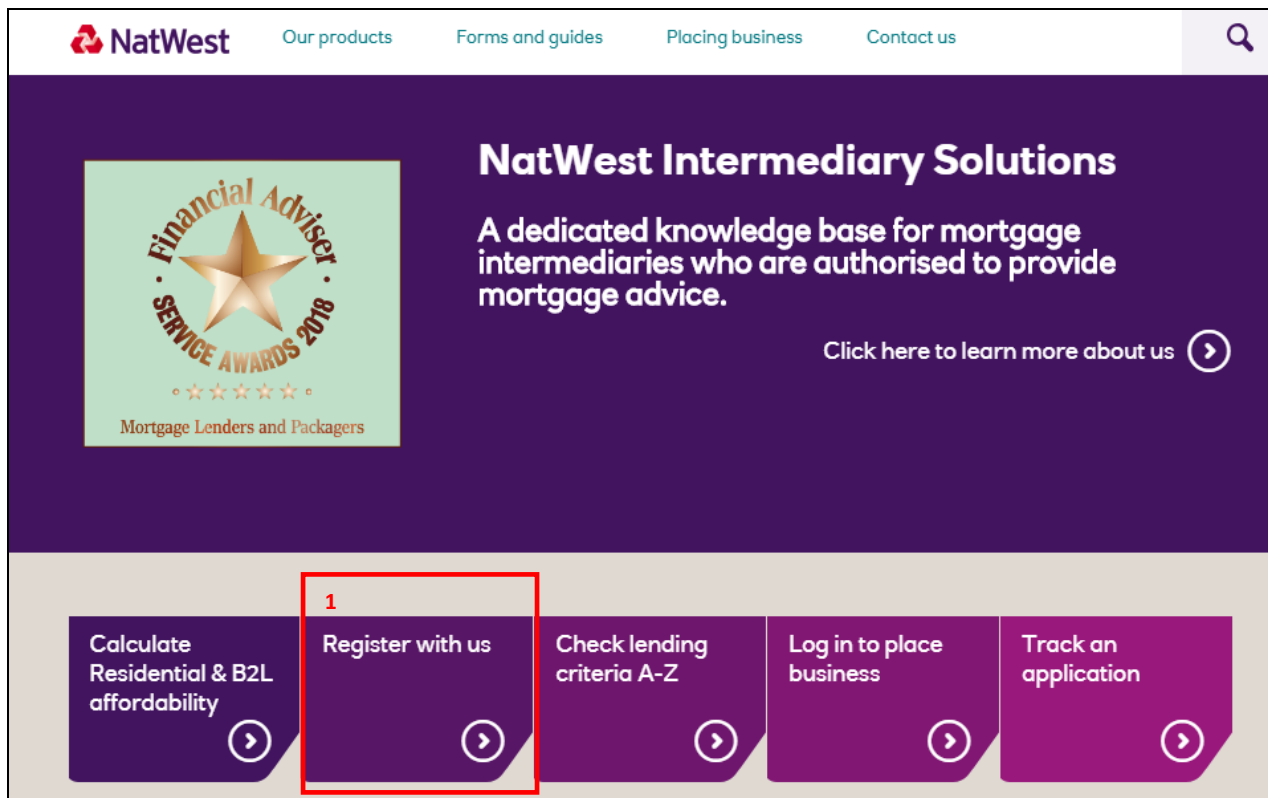 NatWest
Our products
Forms and guides
Placing business
Contact us
Financial Adviser
SERVICE AWARDS 2018
Mortgage Lenders and Packagers
NatWest Intermediary Solutions
A dedicated knowledge base for mortgage
intermediaries who are authorised to provide
mortgage advice.
Click here to learn more about us
1
Calculate
Residential & B2L
affordability
Register with us
Check lending
criteria A-Z
Log in to place
business
Track an
application